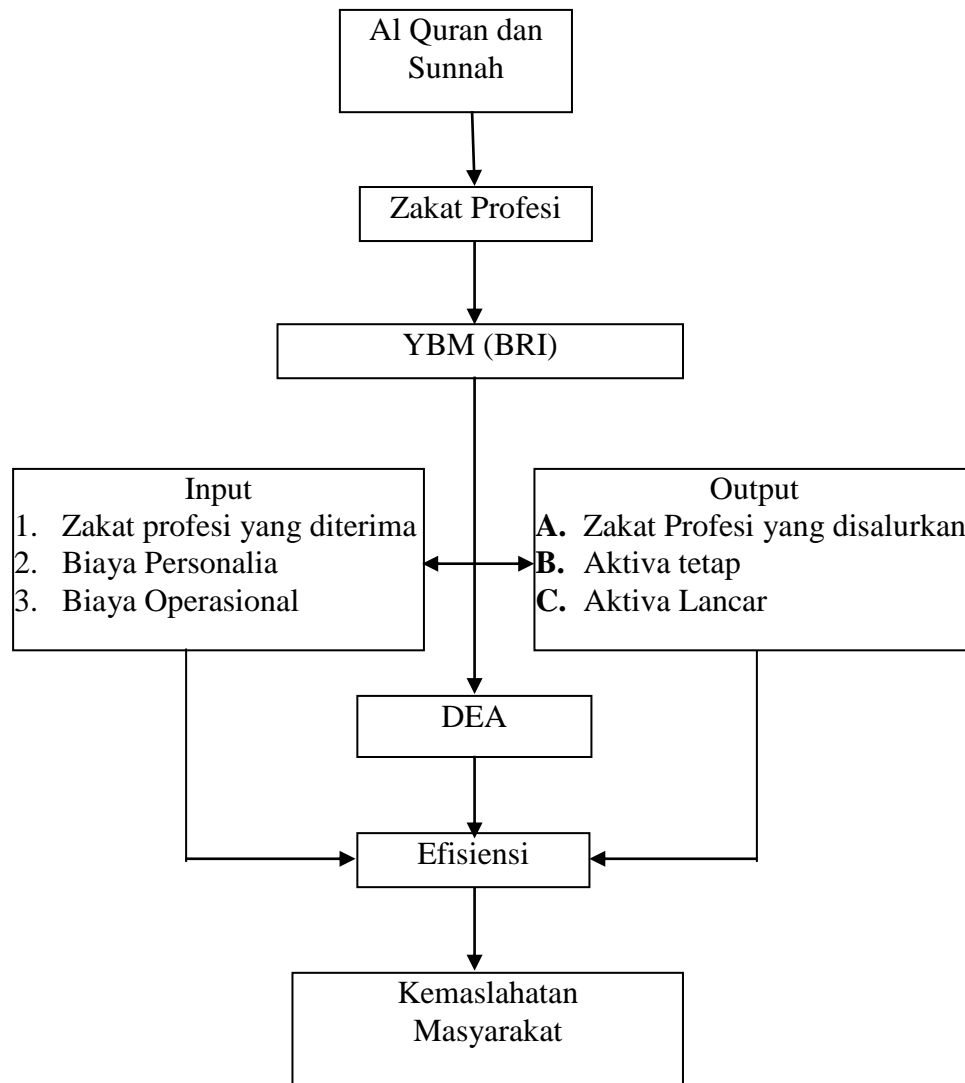 Al Quran dan
Sunnah
Zakat Profesi
YBM (BRI)
Input
1. Zakat profesi yang diterima
2. Biaya Personalia
3. Biaya Operasional
Output
A. Zakat Profesi yang disalurkan
B. Aktiva tetap
C. Aktiva Lancar
DEA
Efisiensi
Kemaslahatan
Masyarakat